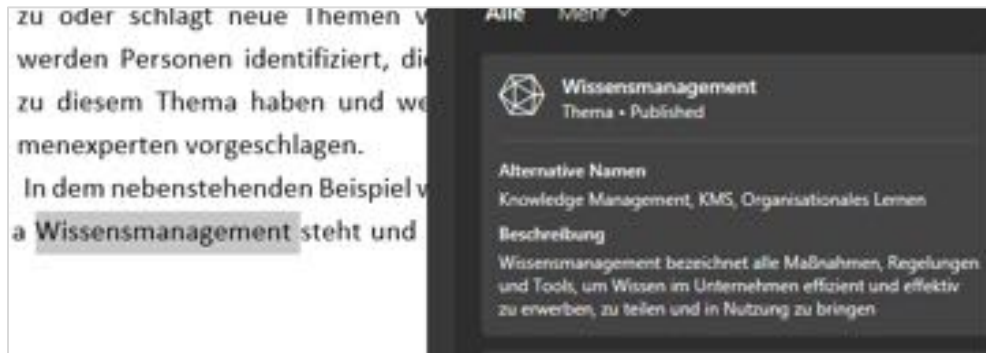 zu oder schlägt neue Themen v
werden Personen identifiziert, di
zu diesem Thema haben und we
menexperten vorgeschlagen.
In dem nebenstehenden Beispiel v
a Wissensmanagement steht und
Alle Mehr
Wissensmanagement
Thema • Published
Alternative Namen
Knowledge Management, KMS, Organisationales Lernen
Beschreibung
Wissensmanagement bezeichnet alle Maßnahmen, Regelungen
und Tools, um Wissen im Unternehmen effizient und effektiv
zu erwerben, zu teilen und in Nutzung zu bringen